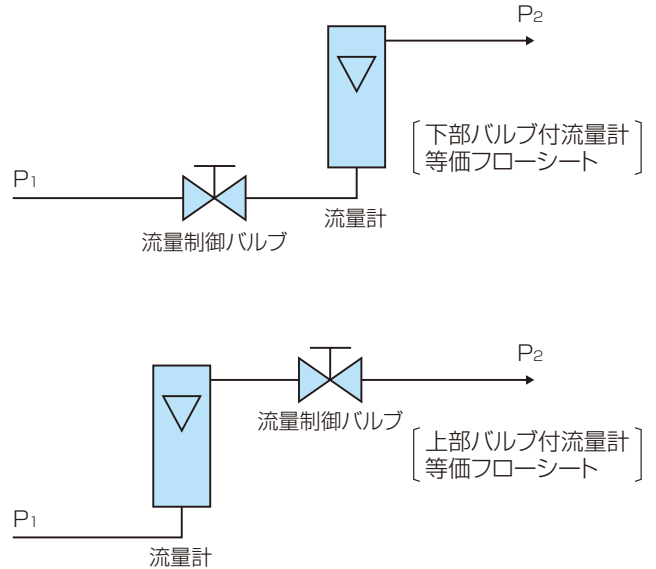 P2
下部バルブ付流量計
等価フローシート
P1
流量計
流量制御バルブ
P2
流量制御バルブ
上部バルブ付流量計
等価フローシート
P1
流量計